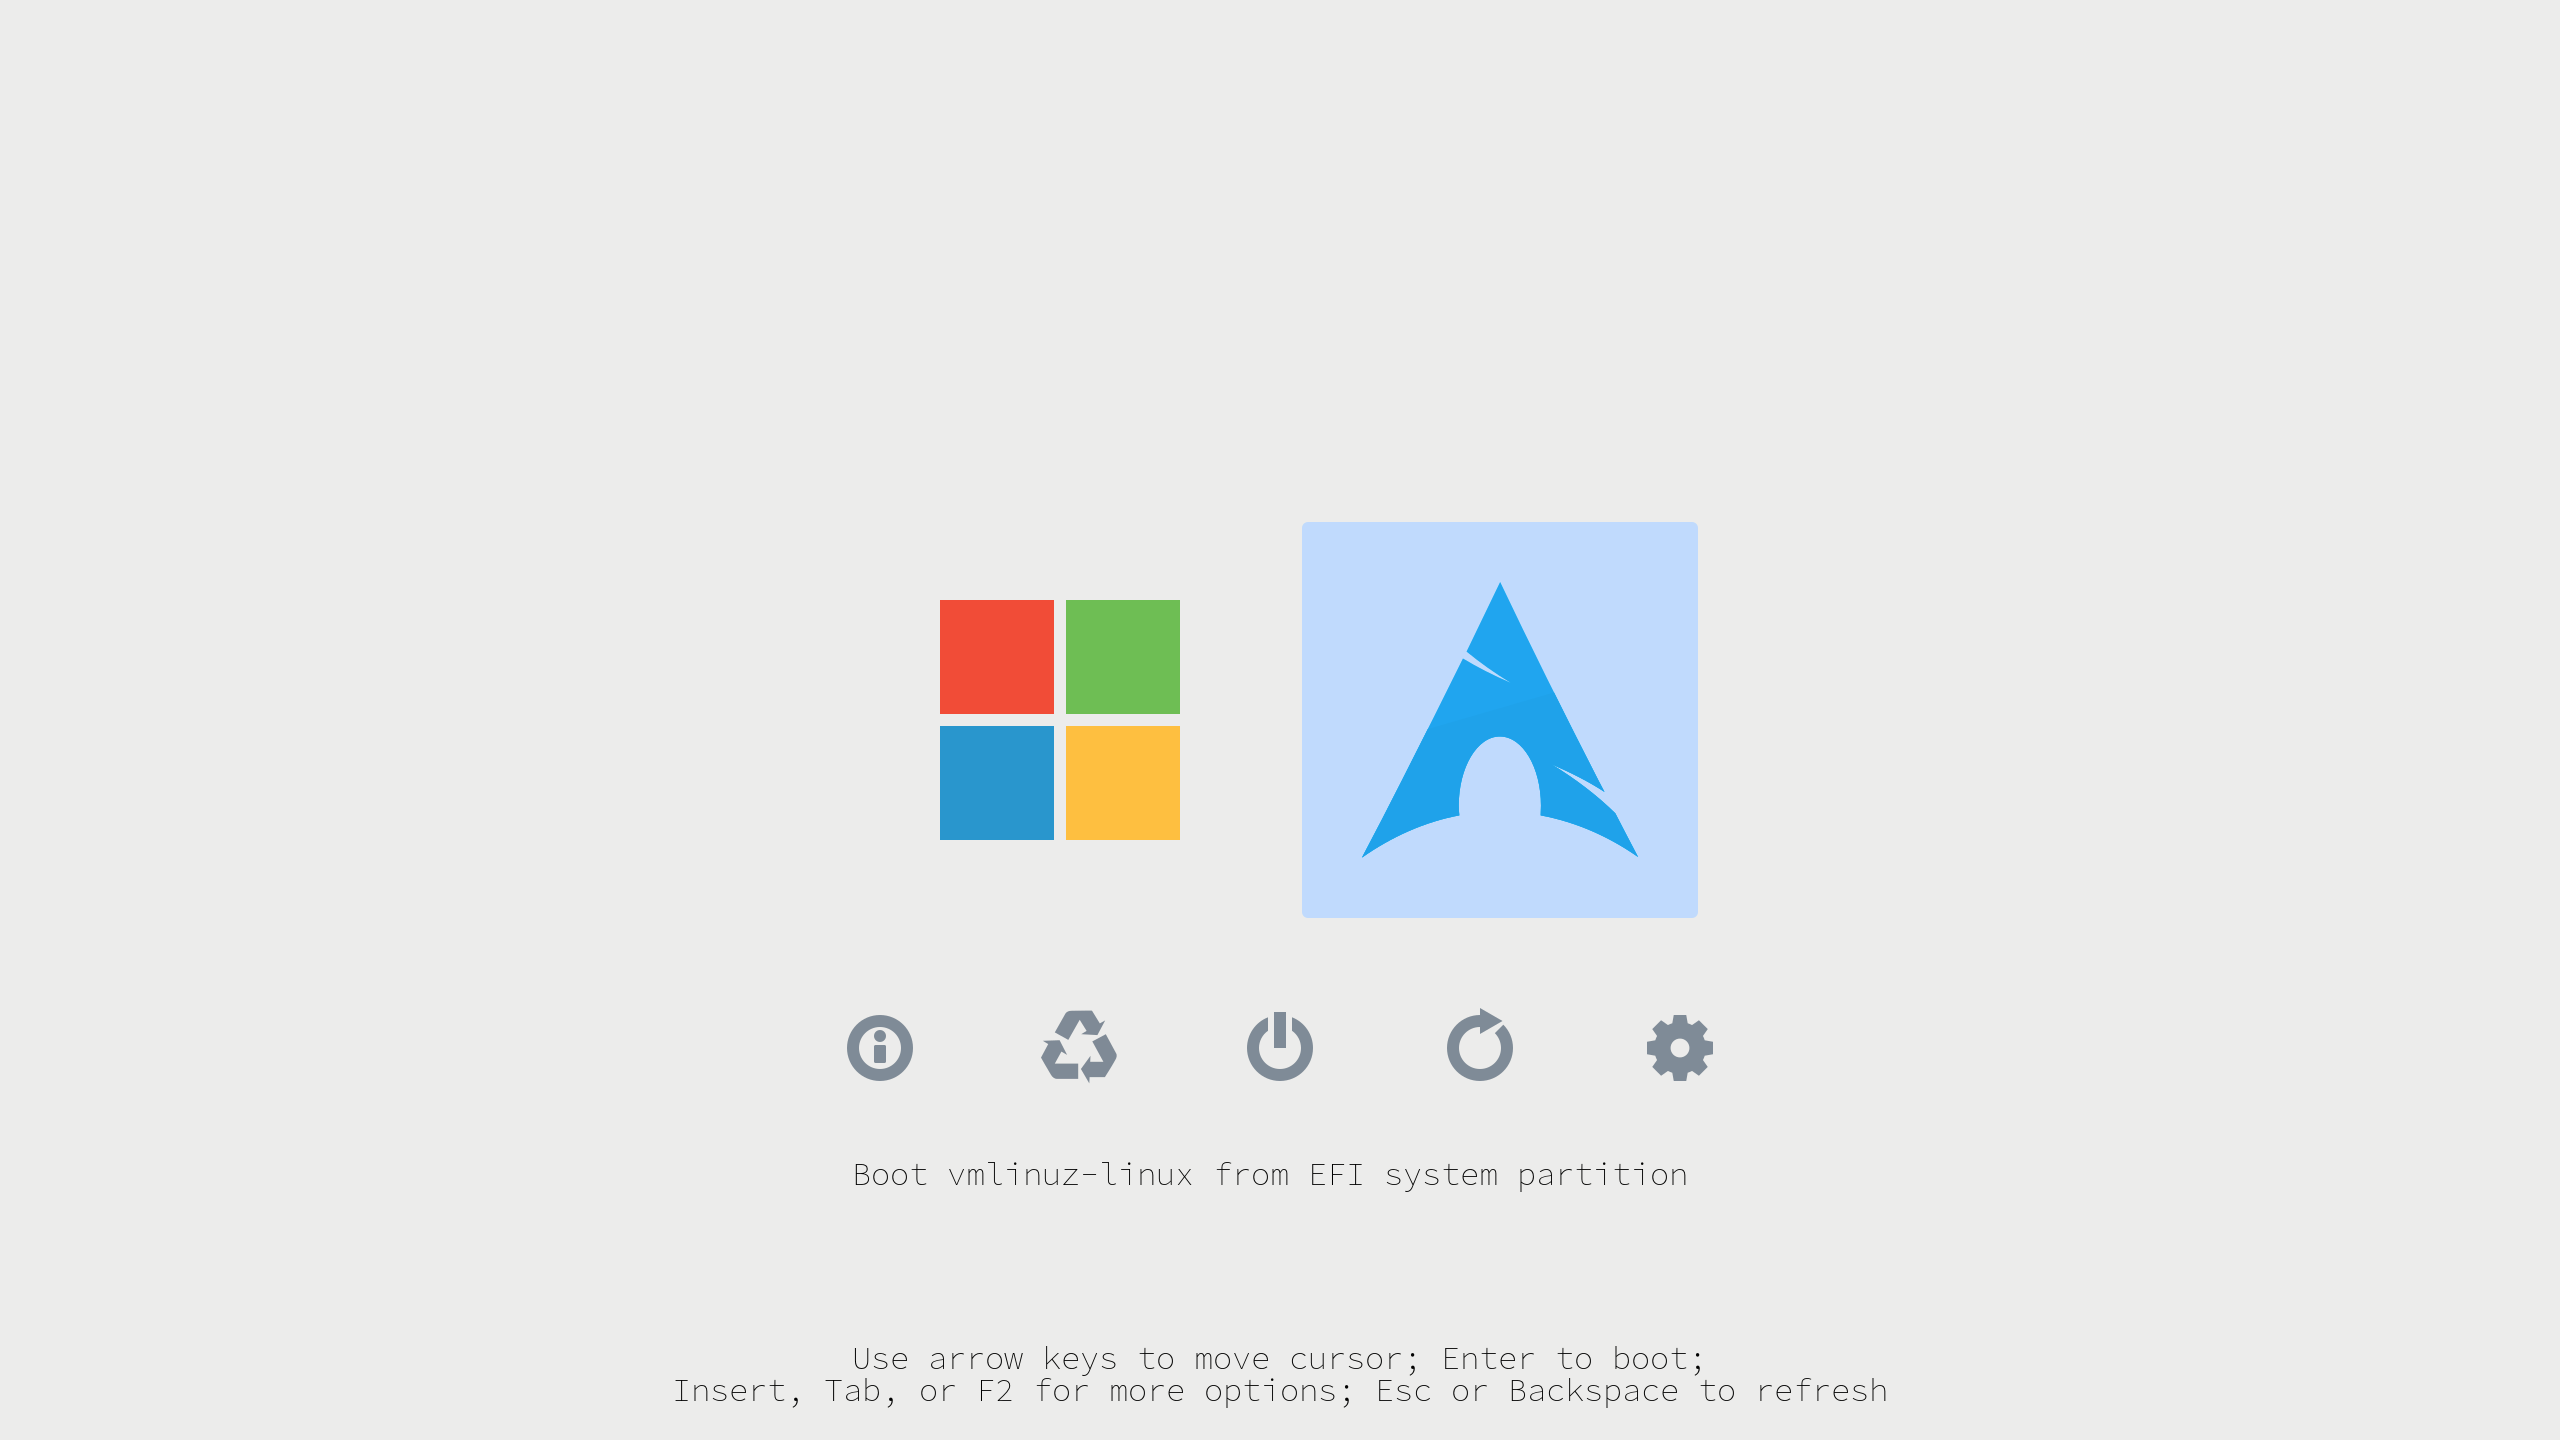 Boot vmlinuz-linux from EFI system partition
Use arrow keys to move cursor; Enter to boot;
Insert, Tab, or F2 for more options; Esc or Backspace to refresh